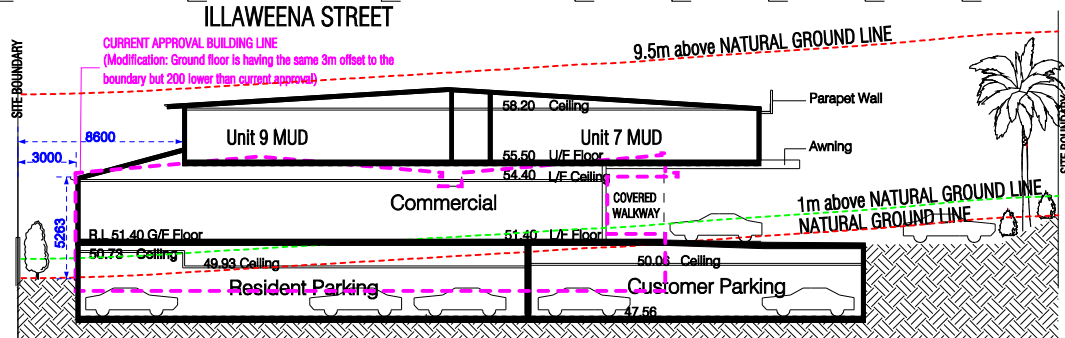 ILLAWEENA STREET
CURRENT APPROVAL BUILDING LINE
(Modification: Ground floor is having the same 3m offset to the
boundary but 200 lower than current approval)
9.5m above NATURAL GROUND LINE
SITE BOUNDARY
SITE BOUNDARY
58.20 Ceiling
Parapet Wall
8600
Unit 9 MUD
Unit 7 MUD
Awning
3000
55.50 U/F Floor
54.40 L/F Ceiling
Commercial
COVERED
WALKWAY
1m above NATURAL GROUND LINE
NATURAL GROUND LINE
5263
R.L 51.40 G/F Floor
51.40 L/F Floor
50.73 Ceiling
49.93 Ceiling
Ceiling
Resident Parking
Customer Parking
47.56